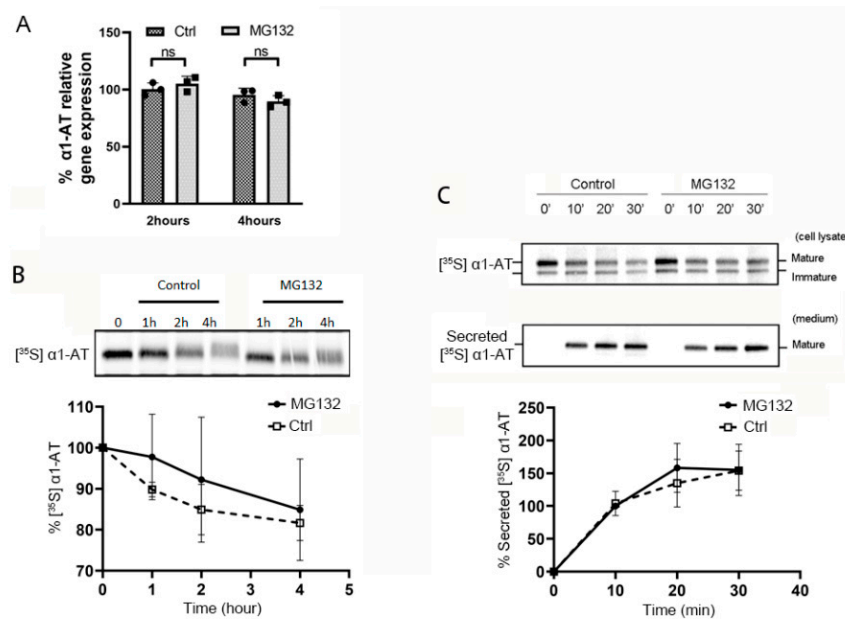 A
Ctrl
MG132
ns
ns
% α1-AT relative
gene expression
150
100
50
0
2hours
4hours
B
Control
MG132
0
1h
2h
4h
1h
2h
4h
[³⁵S] α1-AT
MG132
Ctrl
% [³⁵S] α1-AT
100
90
80
70
0
1
2
3
4
5
Time (hour)
C
Control
MG132
0'
10'
20'
30'
0'
10'
20'
30'
(cell lysate
[³⁵S] α1-AT
Mature
Immature
(medium)
Secreted
[³⁵S] α1-AT
Mature
MG132
Ctrl
% Secreted [³⁵S] α1-AT
250
200
150
100
50
0
0
10
20
30
40
Time (min)